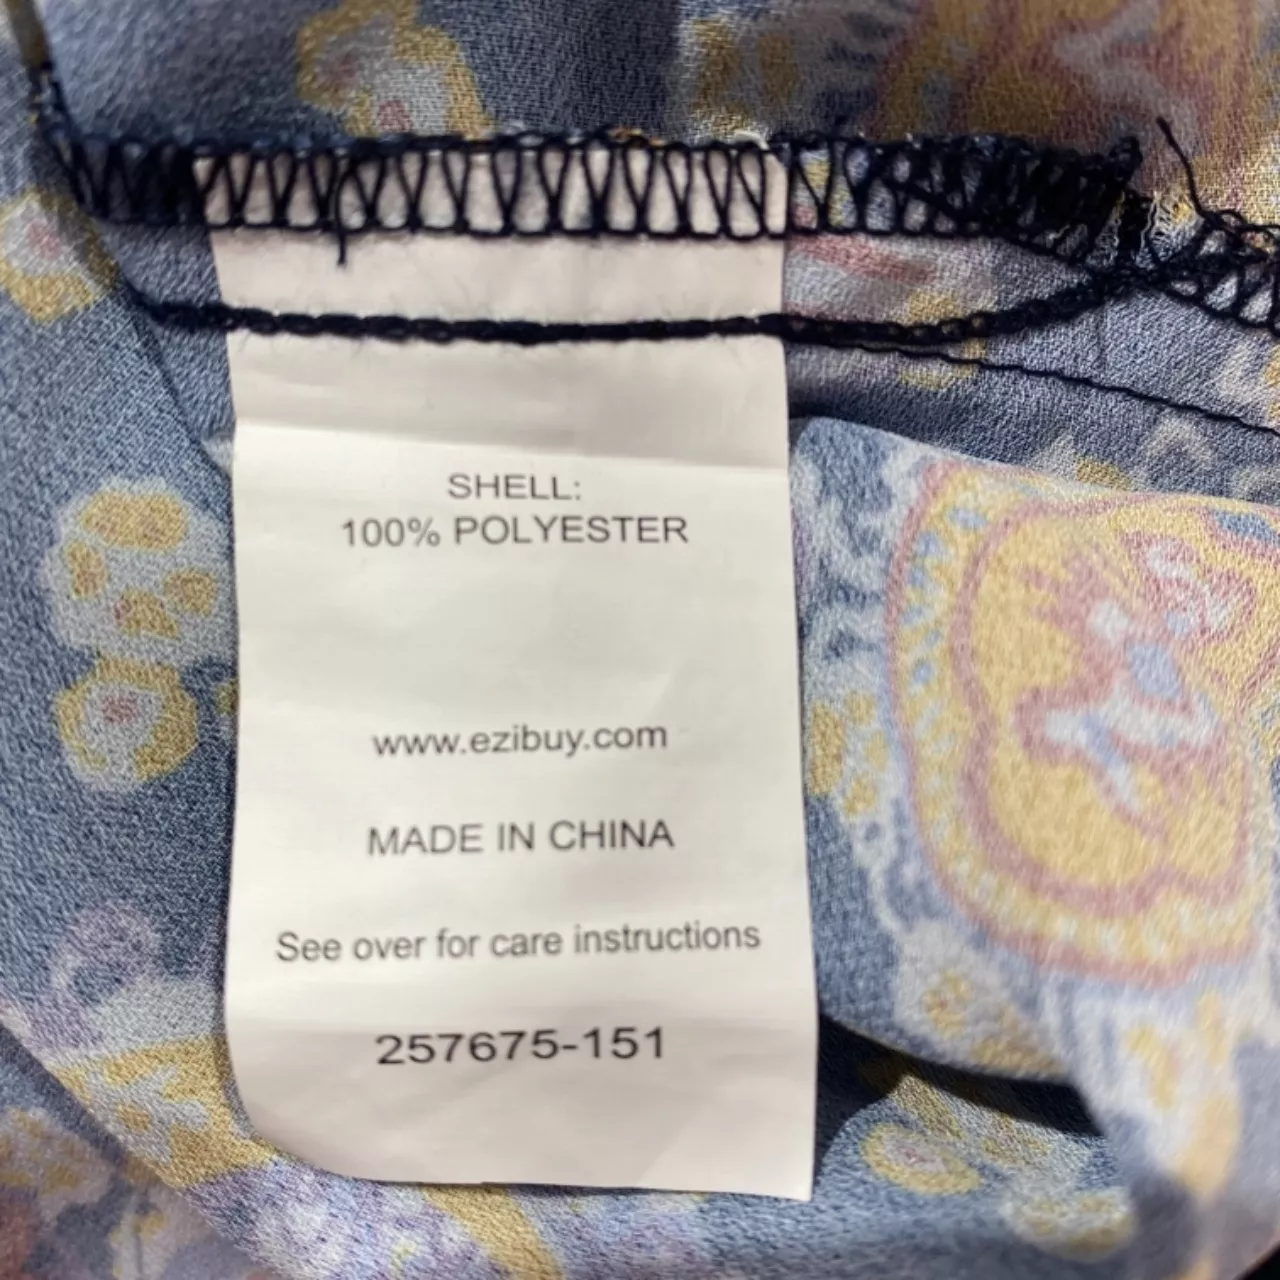 SHELL:
100% POLYESTER
www.ezibuy.com
MADE IN CHINA
See over for care instructions
257675-151